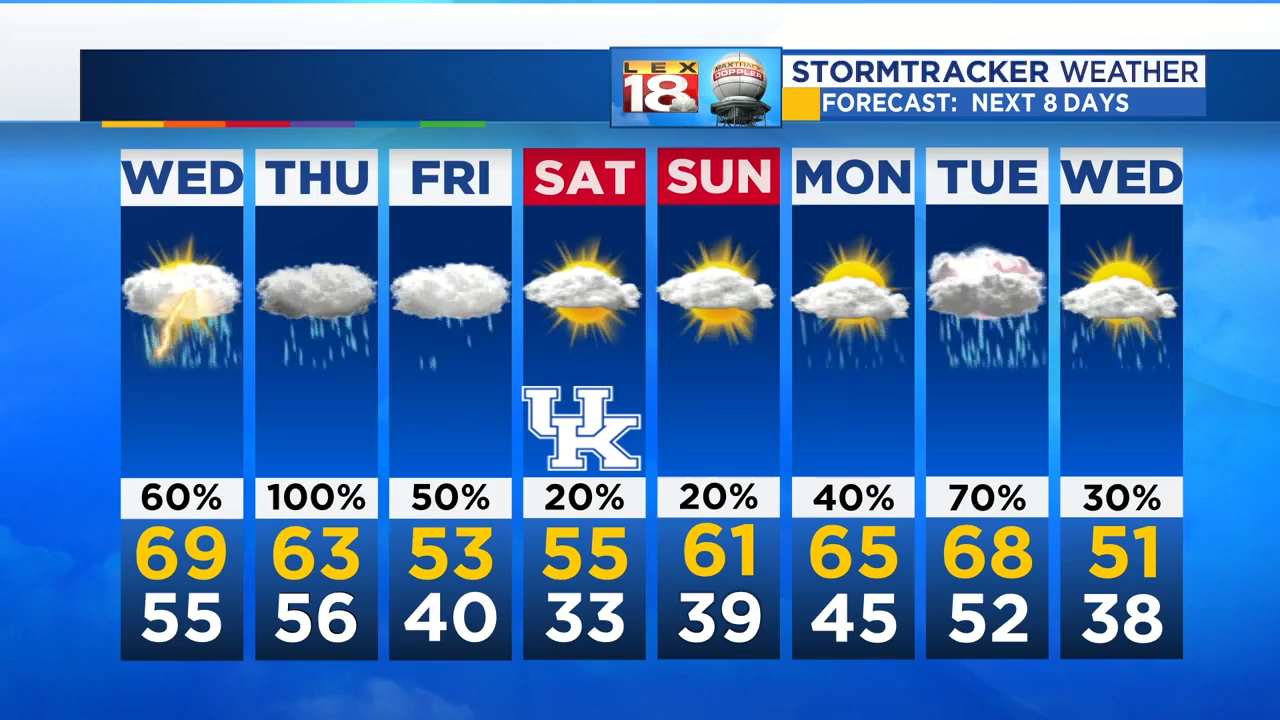 LEX
18
MAXTRACK
DOPPLER
STORMTRACKER WEATHER
FORECAST: NEXT 8 DAYS
WED THU FRI SAT SUN MON TUE WED
UK
60% 100% 50% 20% 20% 40% 70% 30%
69 63 53 55 61 65 68 51
55 56 40 33 39 45 52 38